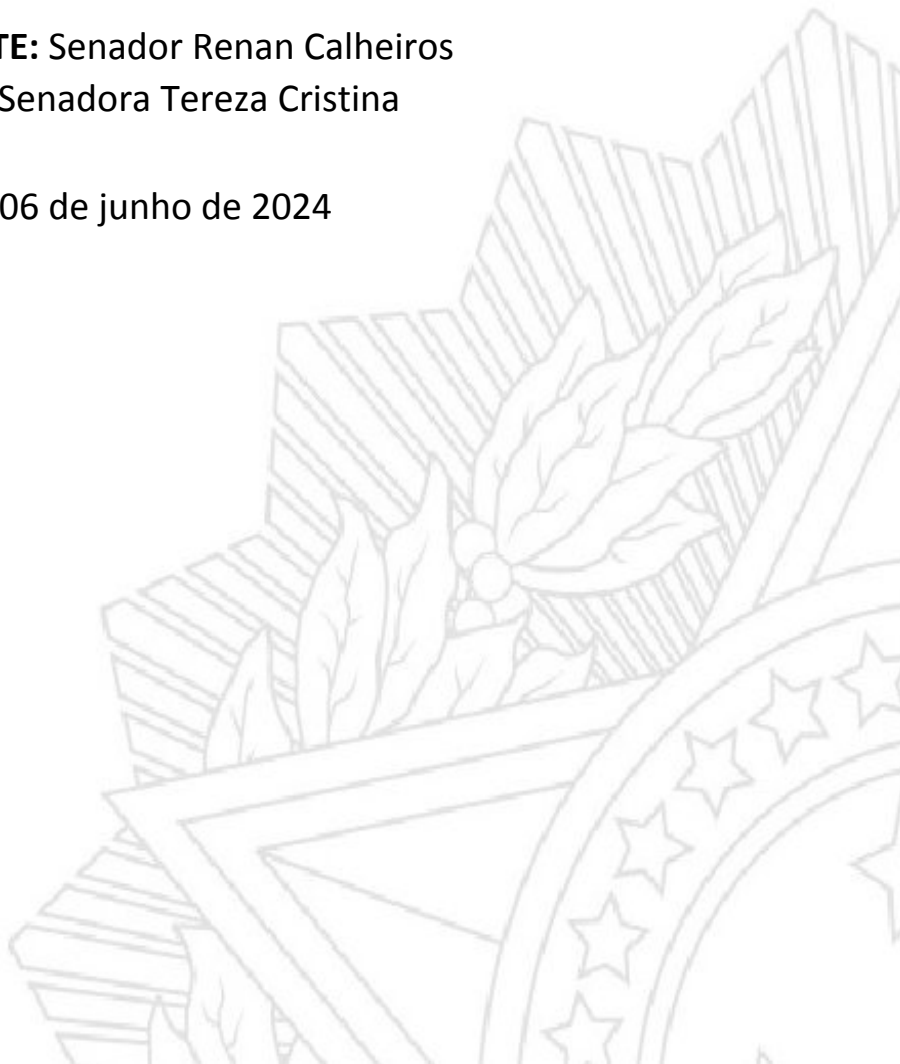 TE: Senador Renan Calheiros
Senadora Tereza Cristina
06 de junho de 2024